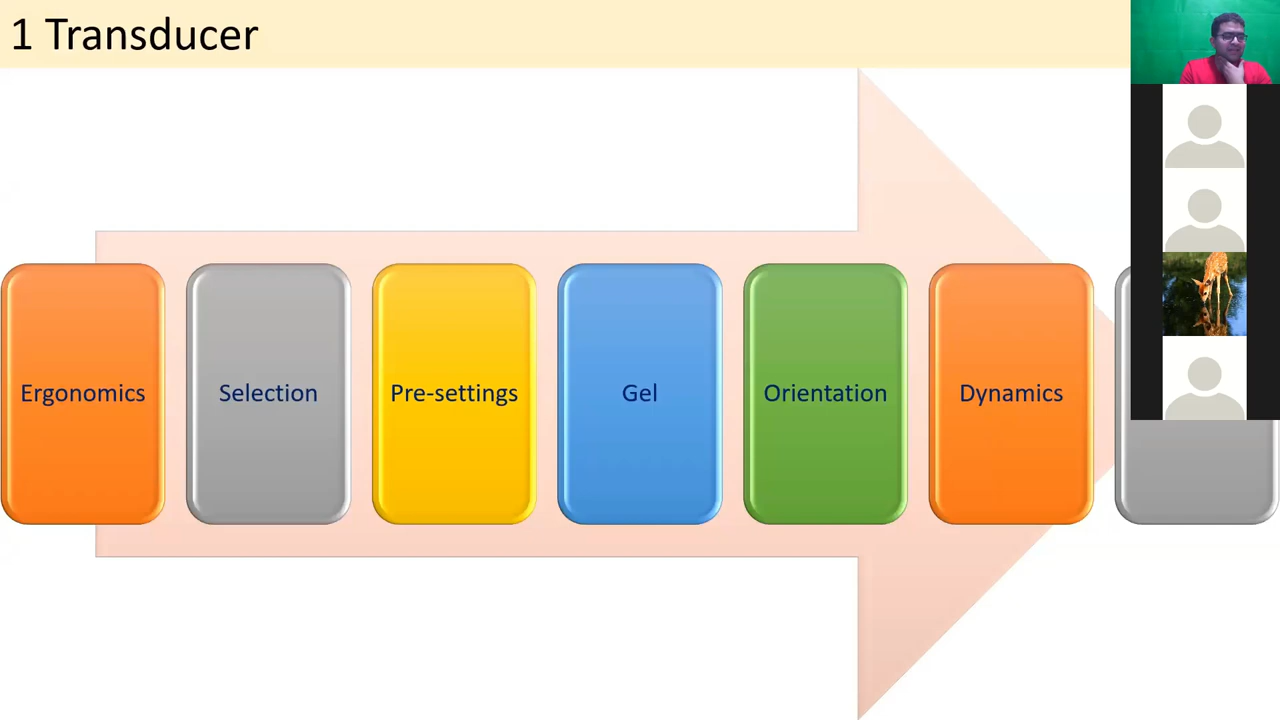 1 Transducer
Ergonomics
Selection
Pre-settings
Gel
Orientation
Dynamics